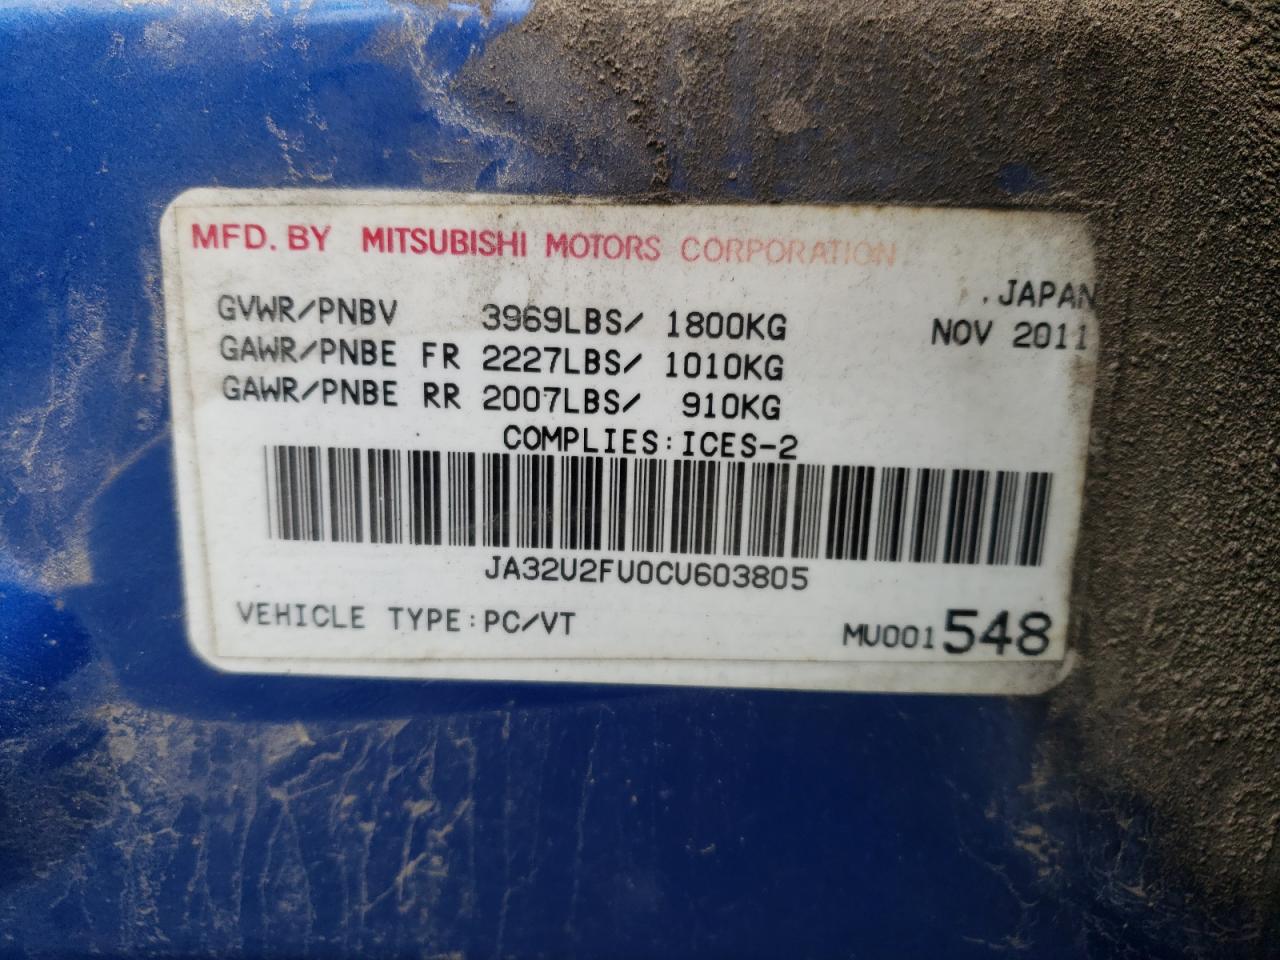 MFD. BY MITSUBISHI MOTORS CORPORATION
, JAPAN
GVWR/PNBV 3969LBS/ 1800KG NOV 2011
GAWR/PNBE FR 2227LBS/ 1010KG
GAWR/PNBE RR 2007LBS/ 910KG
COMPLIES:ICES-2
JA32U2FU0CU603805
VEHICLE TYPE:PC/VT MU001548